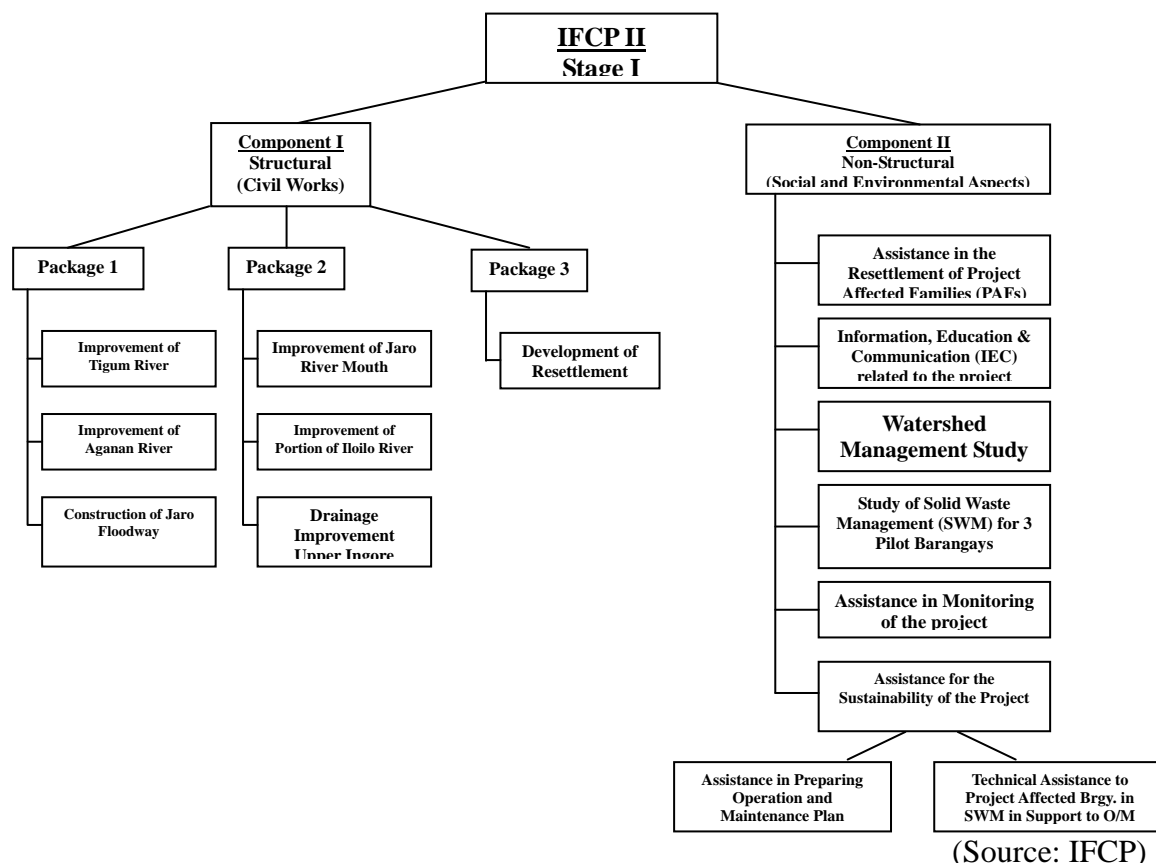 IFCP II
Stage I
Component I
Structural
(Civil Works)
Component II
Non-Structural
(Social and Environmental Aspects)
Package 1
Package 2
Package 3
Improvement of
Tigum River
Improvement of
Aganan River
Construction of Jaro
Floodway
Improvement of Jaro
River Mouth
Improvement of
Portion of Iloilo River
Drainage
Improvement
Upper Ingore
Development of
Resettlement
Assistance in the
Resettlement of Project
Affected Families (PAFs)
Information, Education &
Communication (IEC)
related to the project
Watershed
Management Study
Study of Solid Waste
Management (SWM) for 3
Pilot Barangays
Assistance in Monitoring
of the project
Assistance for the
Sustainability of the Project
Assistance in Preparing
Operation and
Maintenance Plan
Technical Assistance to
Project Affected Brgy. in
SWM in Support to O/M
(Source: IFCP)